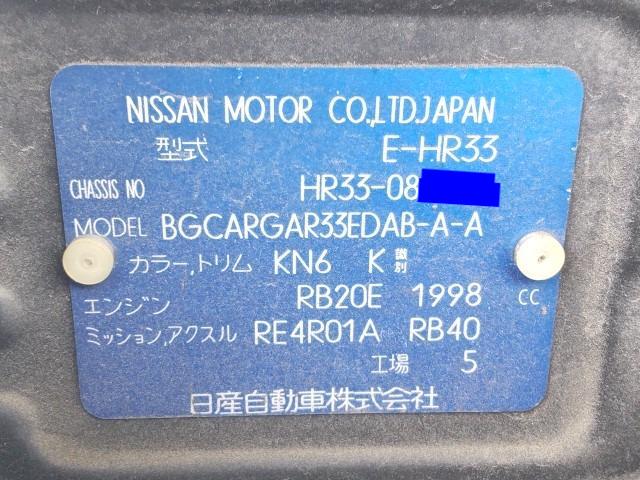 NISSAN MOTOR CO.,LTD.JAPAN
型式 E-HR33
CHASSIS NO HR33-08
MODEL BGCARGAR33EDAB-A-A
カラー,トリム KN6 K 識別
エンジン RB20E 1998 CC
ミッション,アクスル RE4R01A RB40
工場 5
日産自動車株式会社